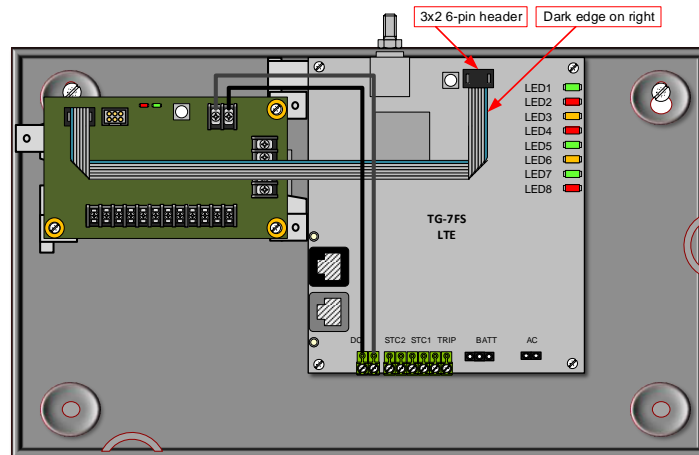 3x2 6-pin header
Dark edge on right
LED1
LED2
LED3
LED4
LED5
LED6
LED7
LED8
TG-7FS
LTE
DC STC2 STC1 TRIP BATT AC